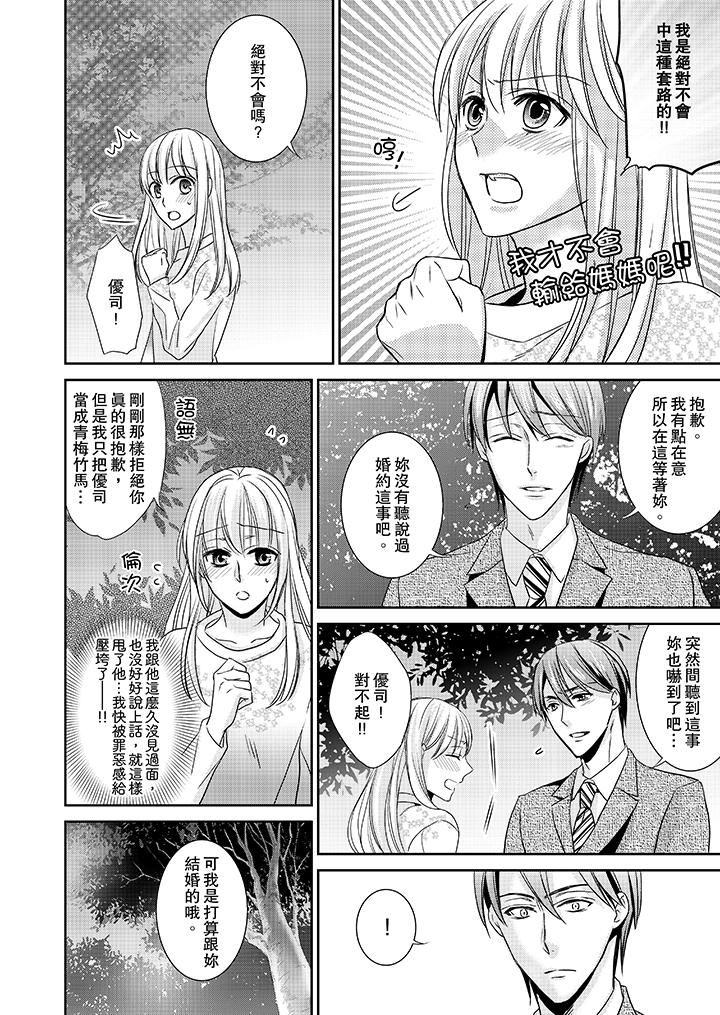 我是絕對不會
中這種套路的!!
哼!
我才不會
輸給媽媽呢!!
絕對不會嗎？
優司！
抱歉。
我有點在意
所以在這等著妳。
妳沒有聽說過
婚約這事吧。
突然間聽到這事
妳也嚇到了吧…
優司！
對不起!!
！
語無
倫次
剛剛那樣拒絕你
真的很抱歉，
但是我只把優司
當成青梅竹馬…
我跟他這麼久沒見過面，
也沒好好說上話，就這樣
甩了他…我快被罪惡感給
壓垮了——!!
可我是打算跟妳
結婚的哦。